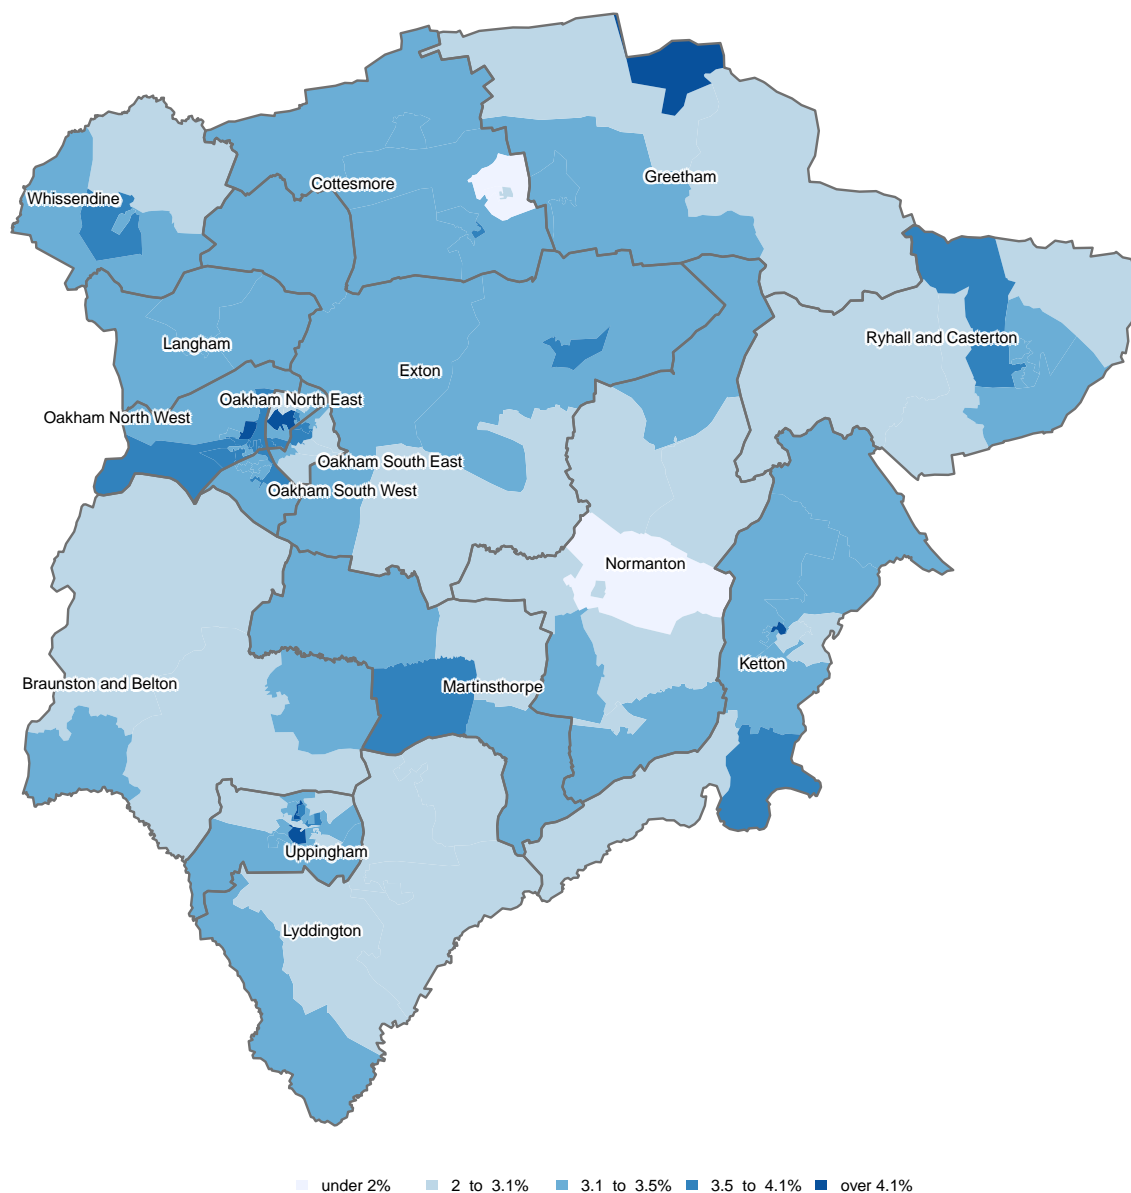 Whissendine
Cottesmore
Greetham
Langham
Exton
Ryhall and Casterton
Oakham North West
Oakham North East
Oakham South East
Oakham South West
Normanton
Ketton
Braunston and Belton
Martinsthorpe
Uppingham
Lyddington
under 2% 2 to 3.1% 3.1 to 3.5% 3.5 to 4.1% over 4.1%